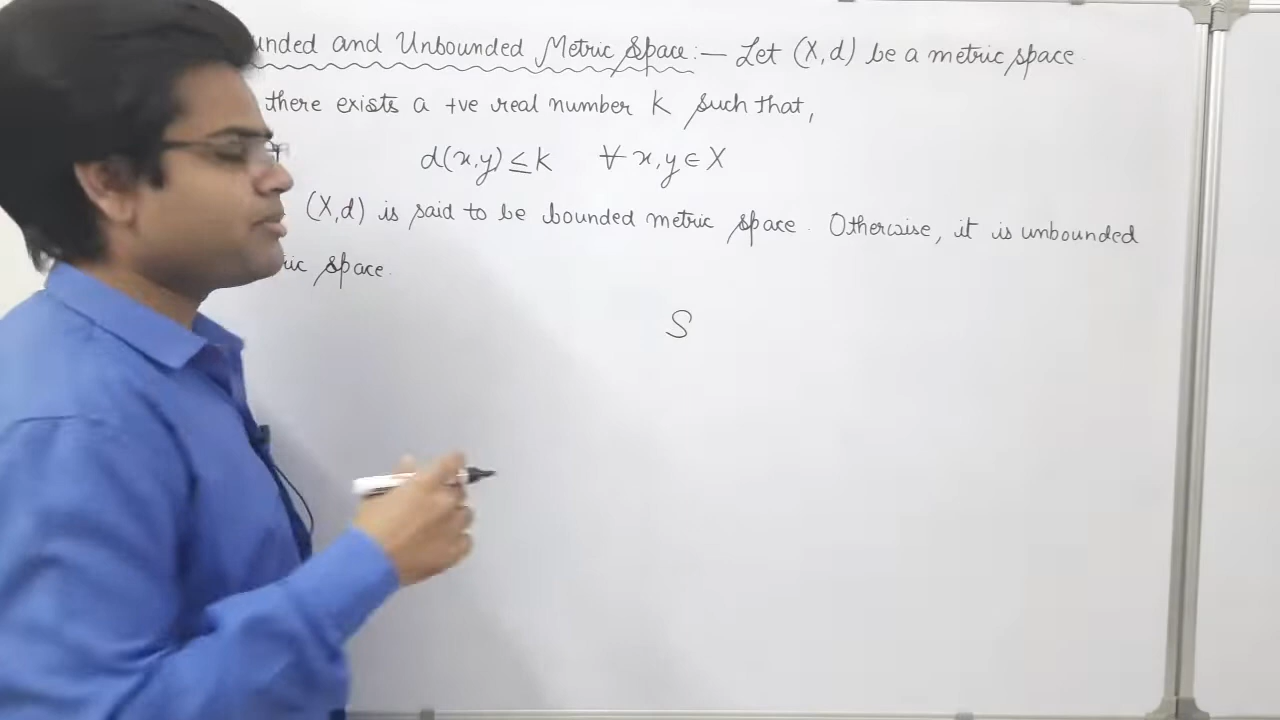 unded and Unbounded Metric Space:— Let (X,d) be a metric space
there exists a +ve real number k such that,
d(x,y) ≤ k ∀ x,y ∈ X
(X,d) is said to be bounded metric space. Otherwise, it is unbounded
ric space.
S